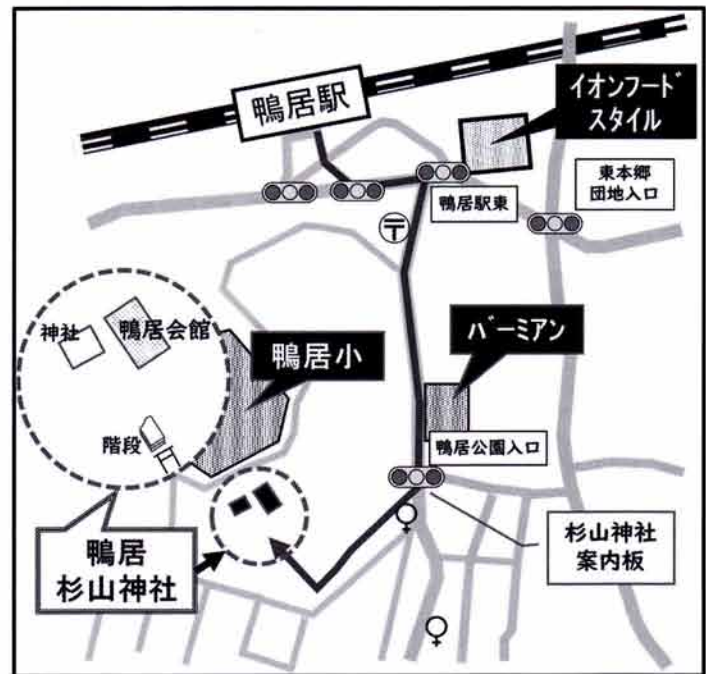 鴨居駅
イオンフード
スタイル
鴨居駅東
東本郷
団地入口
〒
神社
鴨居会館
鴨居小
バーミアン
階段
鴨居公園入口
鴨居
杉山神社
杉山神社
案内板